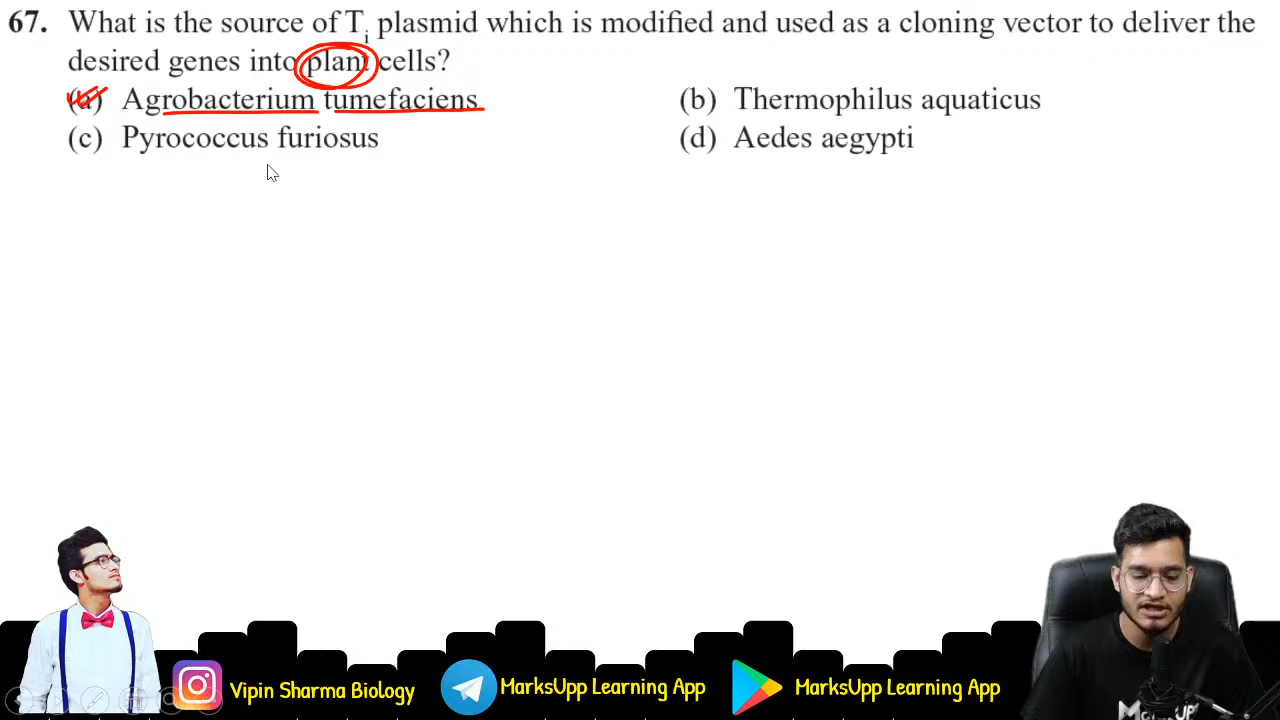 67. What is the source of Ti plasmid which is modified and used as a cloning vector to deliver the
desired genes into plant cells?
(a) Agrobacterium tumefaciens (b) Thermophilus aquaticus
(c) Pyrococcus furiosus (d) Aedes aegypti
Vipin Sharma Biology MarksUpp Learning App MarksUpp Learning App